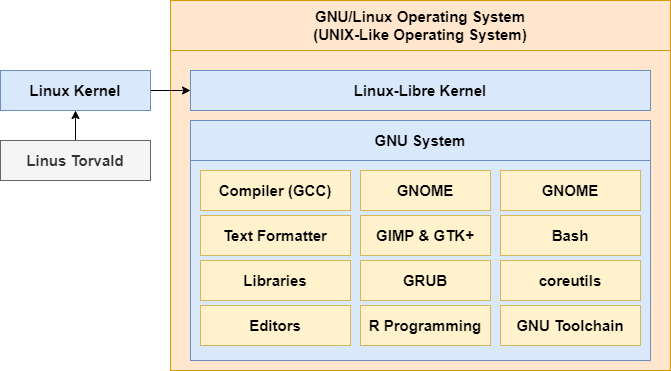 GNU/Linux Operating System
(UNIX-Like Operating System)
Linux Kernel
Linux-Libre Kernel
Linus Torvald
GNU System
Compiler (GCC)
GNOME
GNOME
Text Formatter
GIMP & GTK+
Bash
Libraries
GRUB
coreutils
Editors
R Programming
GNU Toolchain